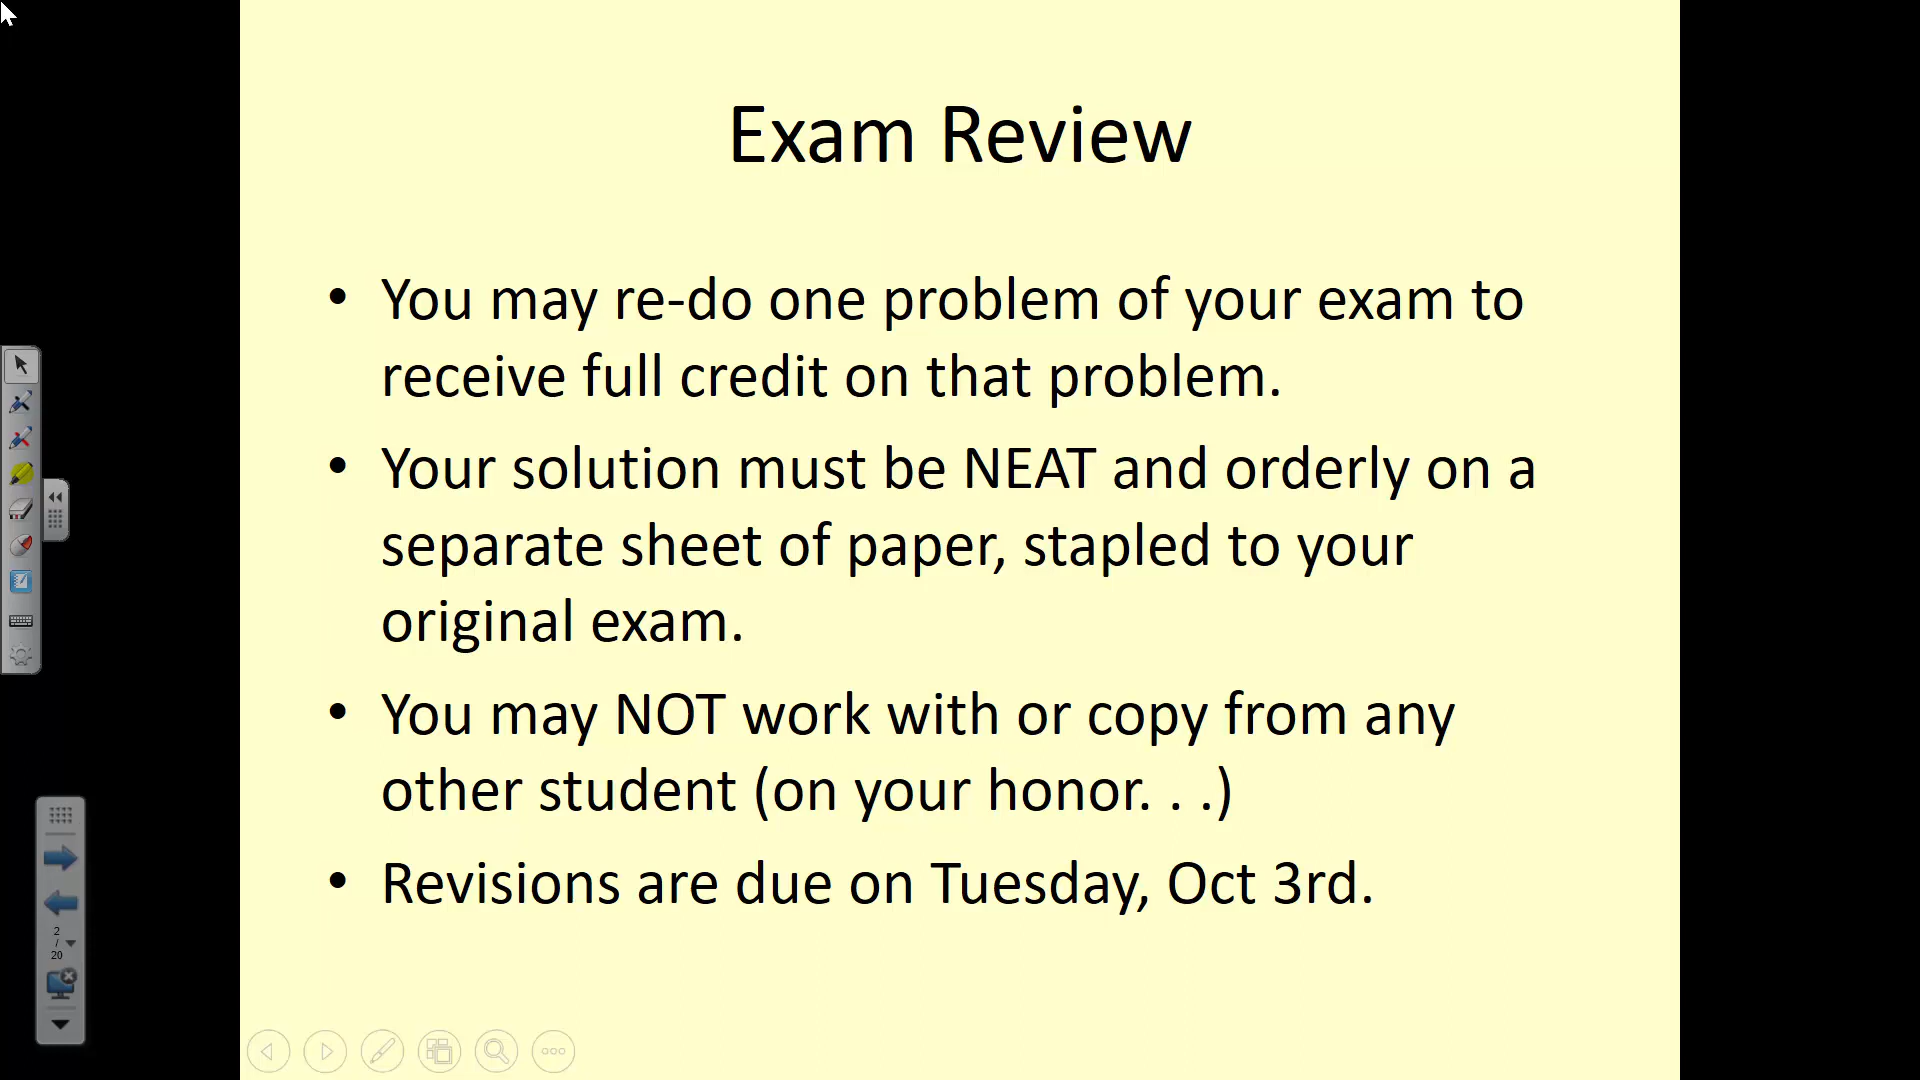 Exam Review
• You may re-do one problem of your exam to
receive full credit on that problem.
• Your solution must be NEAT and orderly on a
separate sheet of paper, stapled to your
original exam.
• You may NOT work with or copy from any
other student (on your honor. . .)
• Revisions are due on Tuesday, Oct 3rd.
2
/
20